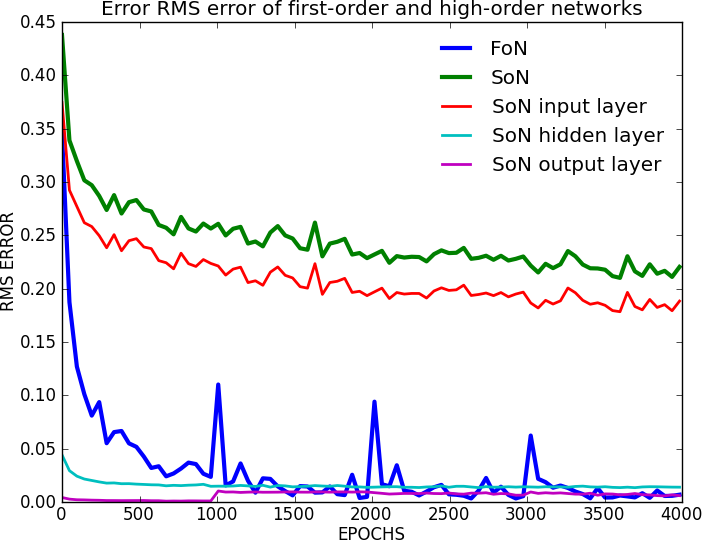 Error RMS error of first-order and high-order networks
0.45
0.40
0.35
0.30
0.25
0.20
0.15
0.10
0.05
0.00
RMS ERROR
FoN
SoN
SoN input layer
SoN hidden layer
SoN output layer
0 500 1000 1500 2000 2500 3000 3500 4000
EPOCHS